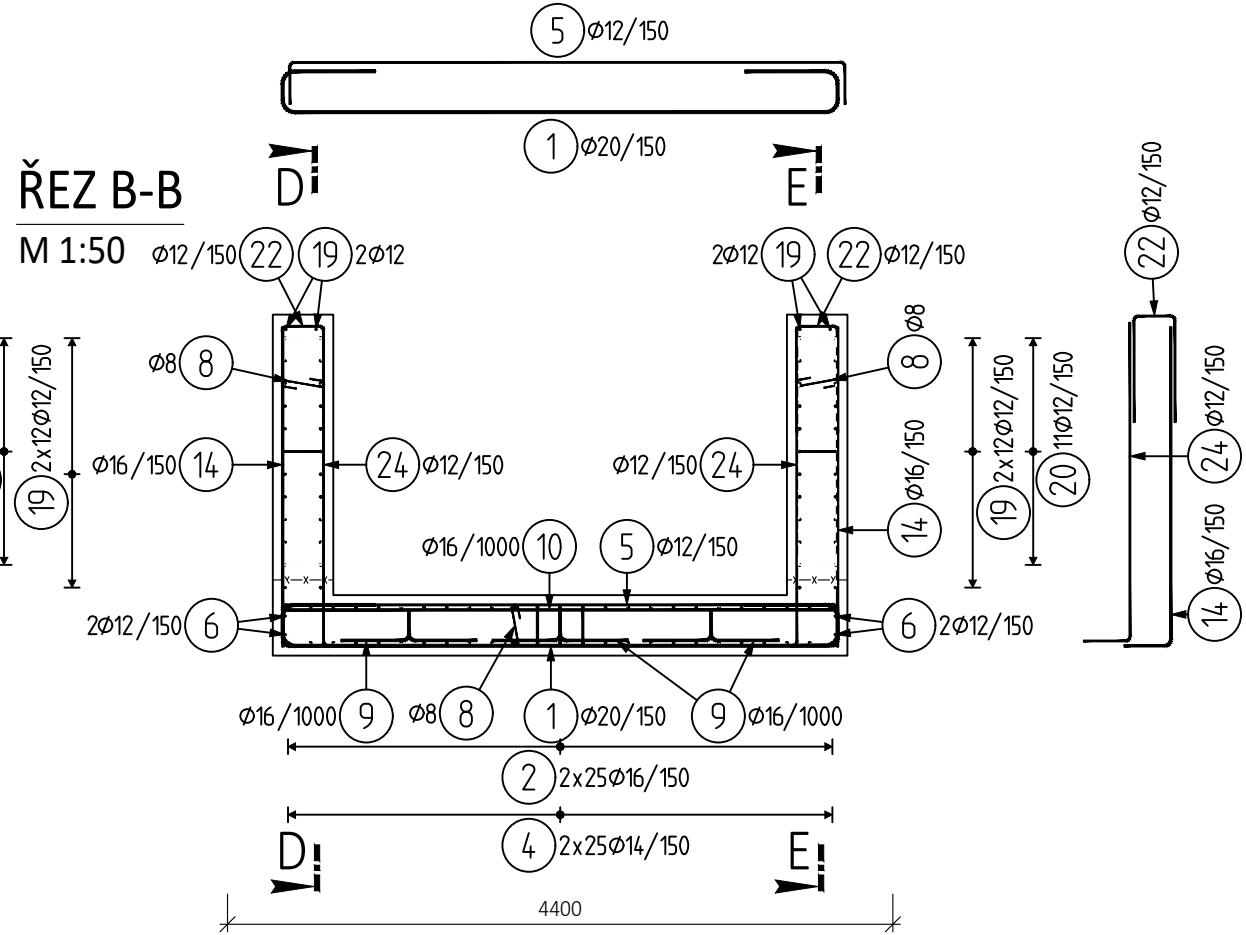 5 Ø12/150
1 Ø20/150
D E
ŘEZ B-B
M 1:50
Ø12/150 22 19 2Ø12
2Ø12 19 22 Ø12/150
22 Ø12/150
Ø8 8
8 Ø8
19 2x12Ø12/150
Ø16/150 14
24 Ø12/150
Ø12/150 24
14 Ø16/150
19 2x12Ø12/150
20 11Ø12/150
24 Ø12/150
14 Ø16/150
Ø16/1000 10
5 Ø12/150
x x
x x
2Ø12/150 6
6 2Ø12/150
Ø16/1000 9
Ø8 8
1 Ø20/150
9 Ø16/1000
2 2x25Ø16/150
4 2x25Ø14/150
D E
4400